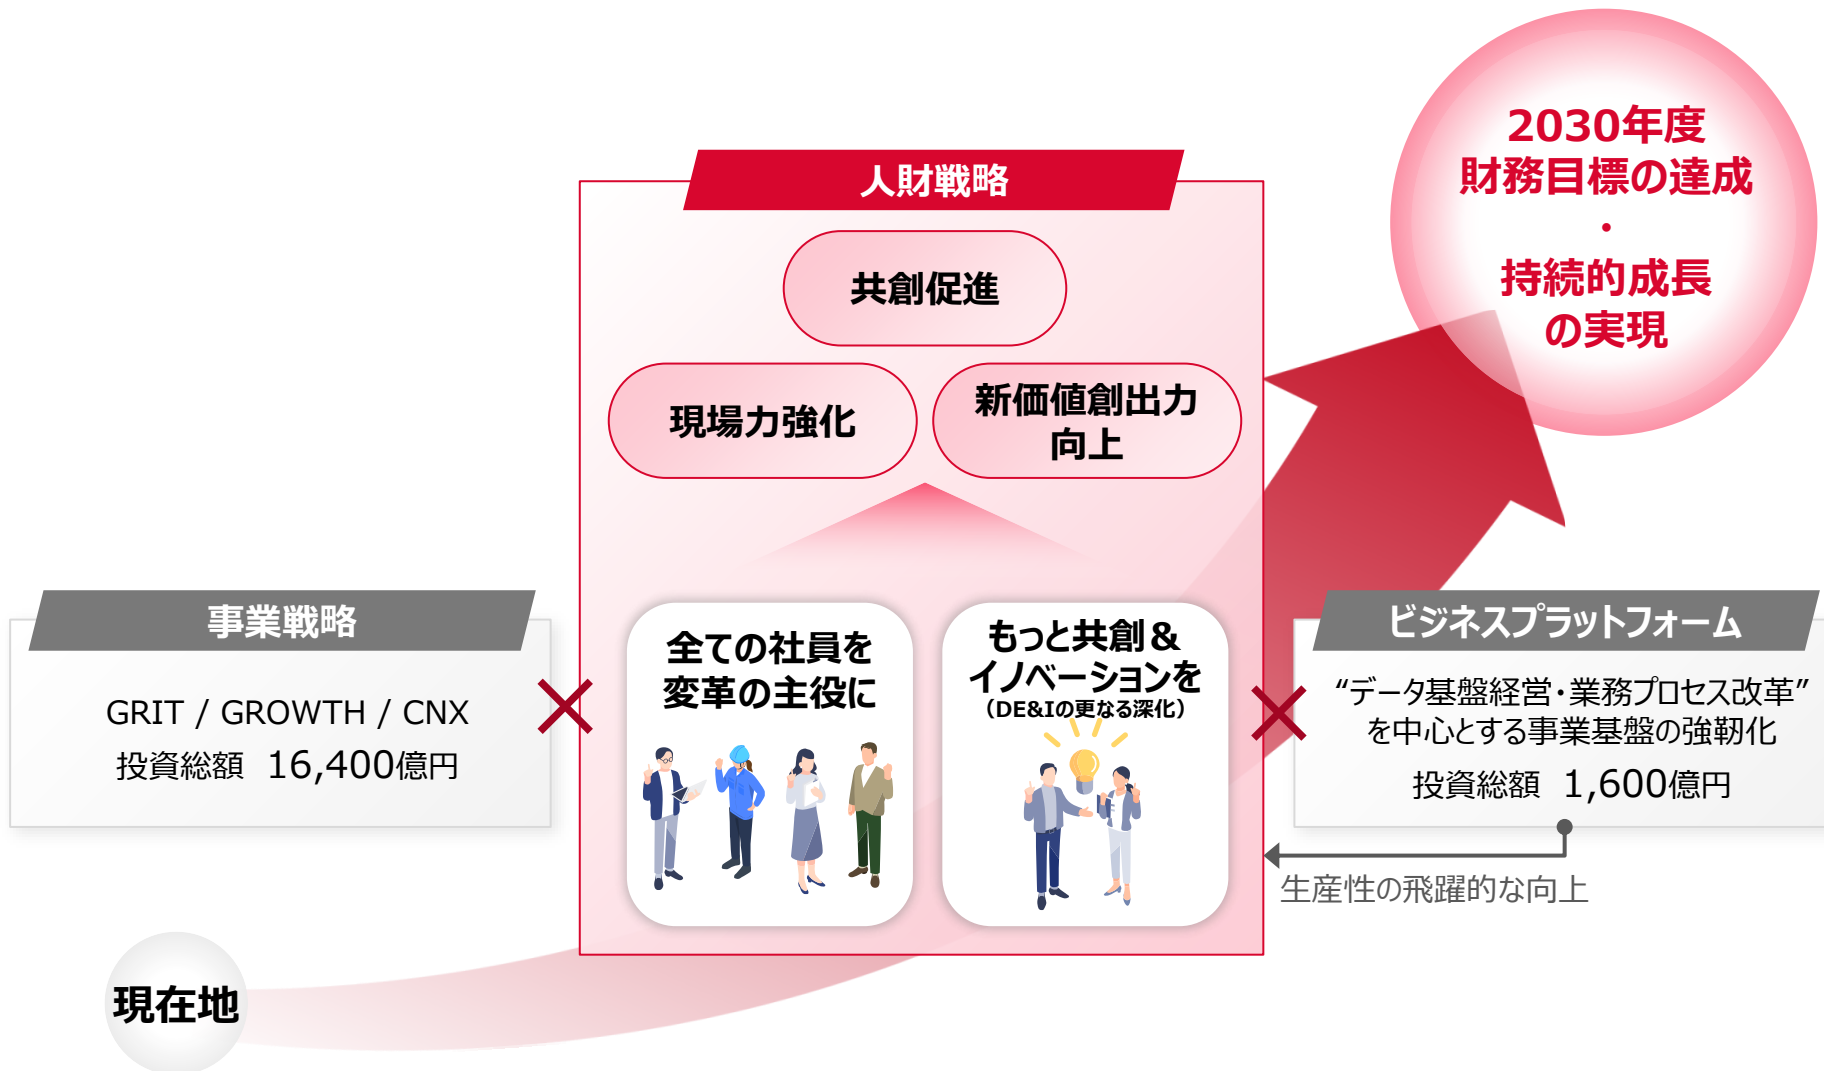 2030年度
財務目標の達成
・
持続的成長
の実現
人財戦略
共創促進
現場力強化
新価値創出力
向上
事業戦略
GRIT / GROWTH / CNX
投資総額 16,400億円
×
全ての社員を
変革の主役に
もっと共創＆
イノベーションを
（DE&Iの更なる深化）
×
ビジネスプラットフォーム
“データ基盤経営・業務プロセス改革”
を中心とする事業基盤の強靭化
投資総額 1,600億円
生産性の飛躍的な向上
現在地